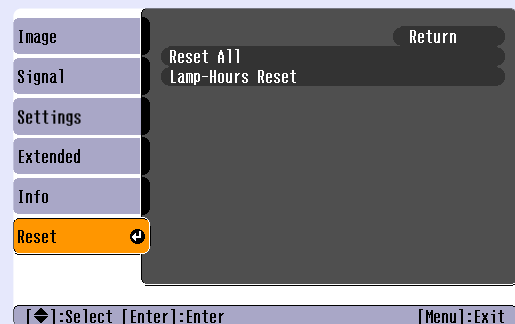 Image
Signal
Settings
Extended
Info
Reset
Return
Reset All
Lamp-Hours Reset
[◆]:Select [Enter]:Enter [Menu]:Exit